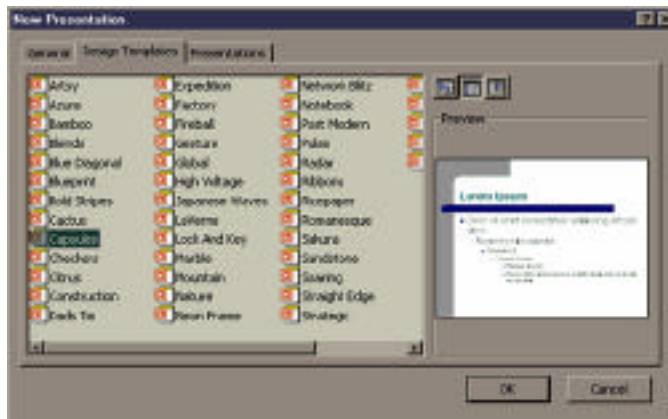 New Presentation
General Design Templates Presentations
Artsy
Azure
Bamboo
Blends
Blue Diagonal
Blueprint
Bold Stripes
Cactus
Capsules
Checkers
Citrus
Construction
Dads Tie
Expedition
Factory
Fireball
Gesture
Global
High Voltage
Japanese Waves
LaVerne
Lock And Key
Marble
Mountain
Nature
Neon Frame
Network Blitz
Notebook
Post Modern
Pulse
Radar
Ribbons
Ricepaper
Romanesque
Sakura
Sandstone
Soaring
Straight Edge
Strategic
Preview
Lorem Ipsum
OK Cancel